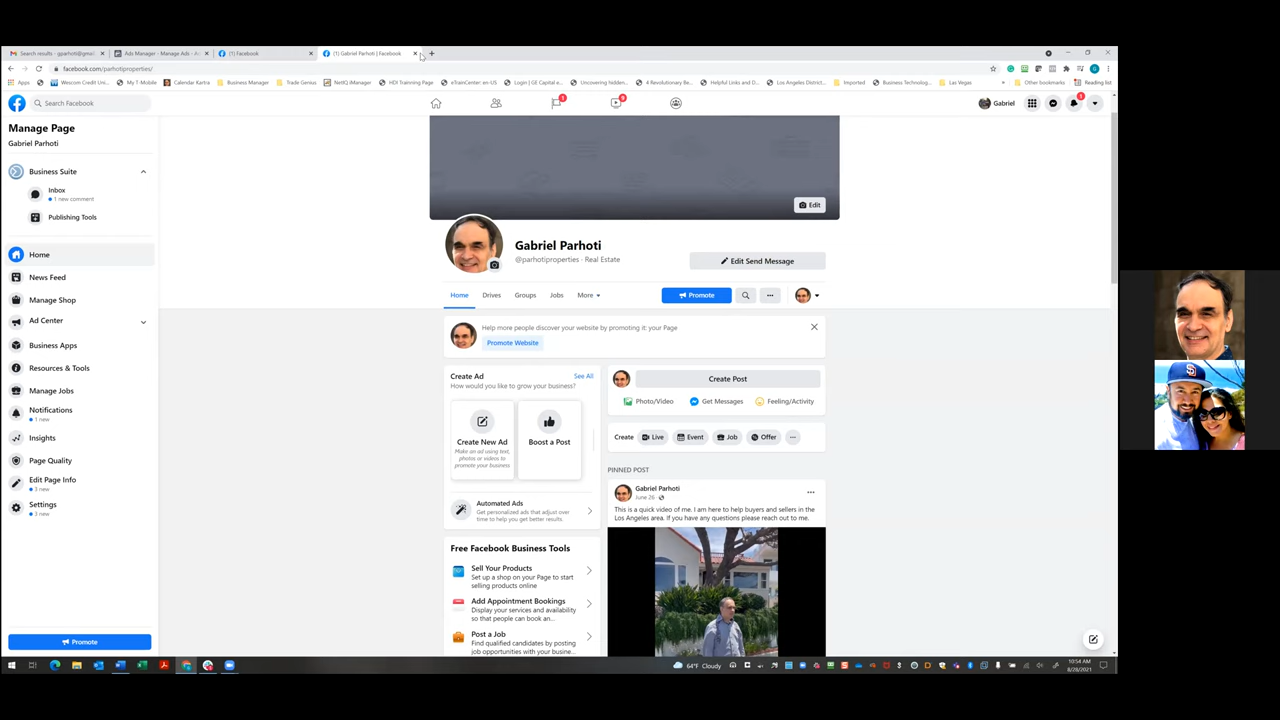 Search results - gparhoti@gmai
Ads Manager - Manage Ads - A
(1) Facebook
(1) Gabriel Parhoti | Facebook
facebook.com/parhotiproperties/
Apps
Wescom Credit Uni...
My T-Mobile
Calendar Kartra
Business Manager
Trade Genius
NetIQ iManager
HDI Trainning Page
eTrainCenter: en-US
Login | GE Capital e...
Uncovering hidden...
4 Revolutionary Be...
Helpful Links and D...
Los Angeles District...
Imported
Business Technolog...
Las Vegas
Other bookmarks
Reading list
Search Facebook
1
9
Gabriel
1
Manage Page
Gabriel Parhoti
Business Suite
Inbox
1 new comment
Publishing Tools
Home
News Feed
Manage Shop
Ad Center
Business Apps
Resources & Tools
Manage Jobs
Notifications
1 new
Insights
Page Quality
Edit Page Info
3 new
Settings
3 new
Promote
Edit
Gabriel Parhoti
@parhotiproperties · Real Estate
Edit Send Message
Home
Drives
Groups
Jobs
More
Promote
Help more people discover your website by promoting it: your Page
Promote Website
Create Ad
See All
How would you like to grow your business?
Create New Ad
Make an ad using text, photos or videos to promote your business
Boost a Post
Automated Ads
Get personalized ads that adjust over
time to help you get better results.
Free Facebook Business Tools
Sell Your Products
Set up a shop on your Page to start
selling products online
Add Appointment Bookings
Display your services and availability
so that people can book an...
Post a Job
Find qualified candidates by posting
job opportunities with your busine...
Create Post
Photo/Video
Get Messages
Feeling/Activity
Create
Live
Event
Job
Offer
PINNED POST
Gabriel Parhoti
June 26
This is a quick video of me. I am here to help buyers and sellers in the
Los Angeles area. If you have any questions please reach out to me.
64°F Cloudy
10:54 AM
8/28/2021